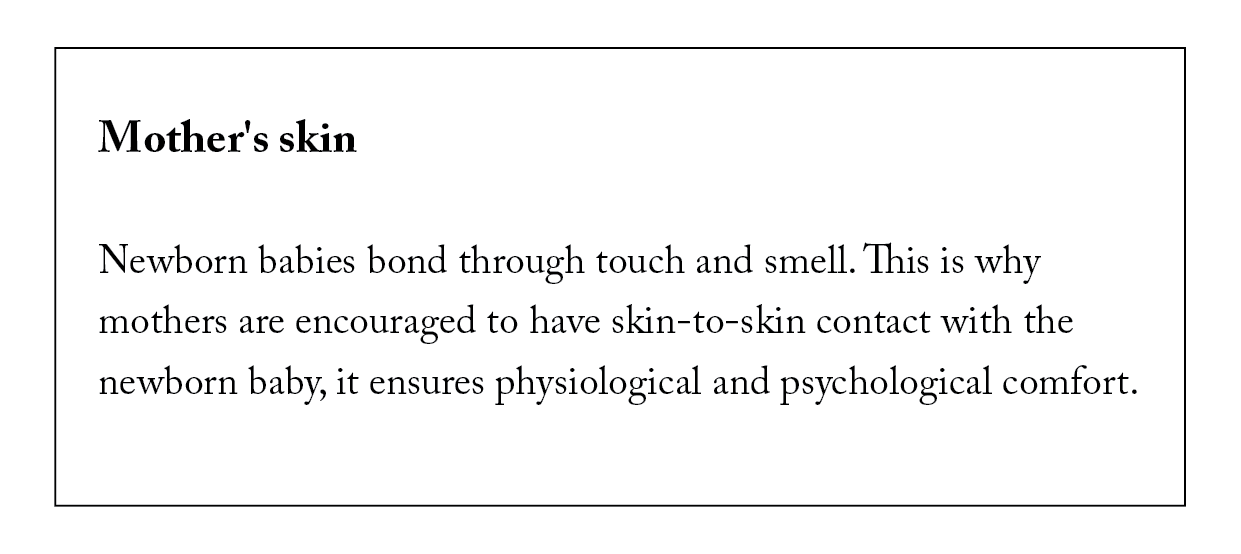 Mother's skin
Newborn babies bond through touch and smell. This is why
mothers are encouraged to have skin-to-skin contact with the
newborn baby, it ensures physiological and psychological comfort.